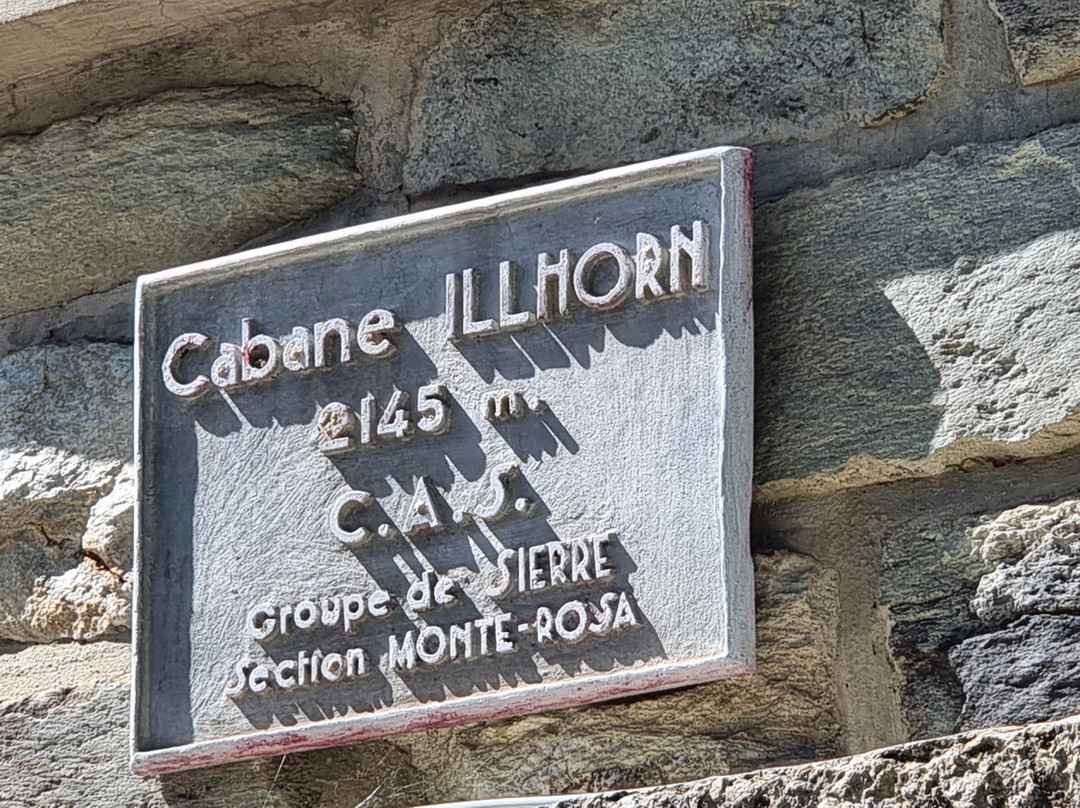 Cabane ILLHORN
2145 m.
C.A.S.
Groupe de SIERRE
Section MONTE-ROSA